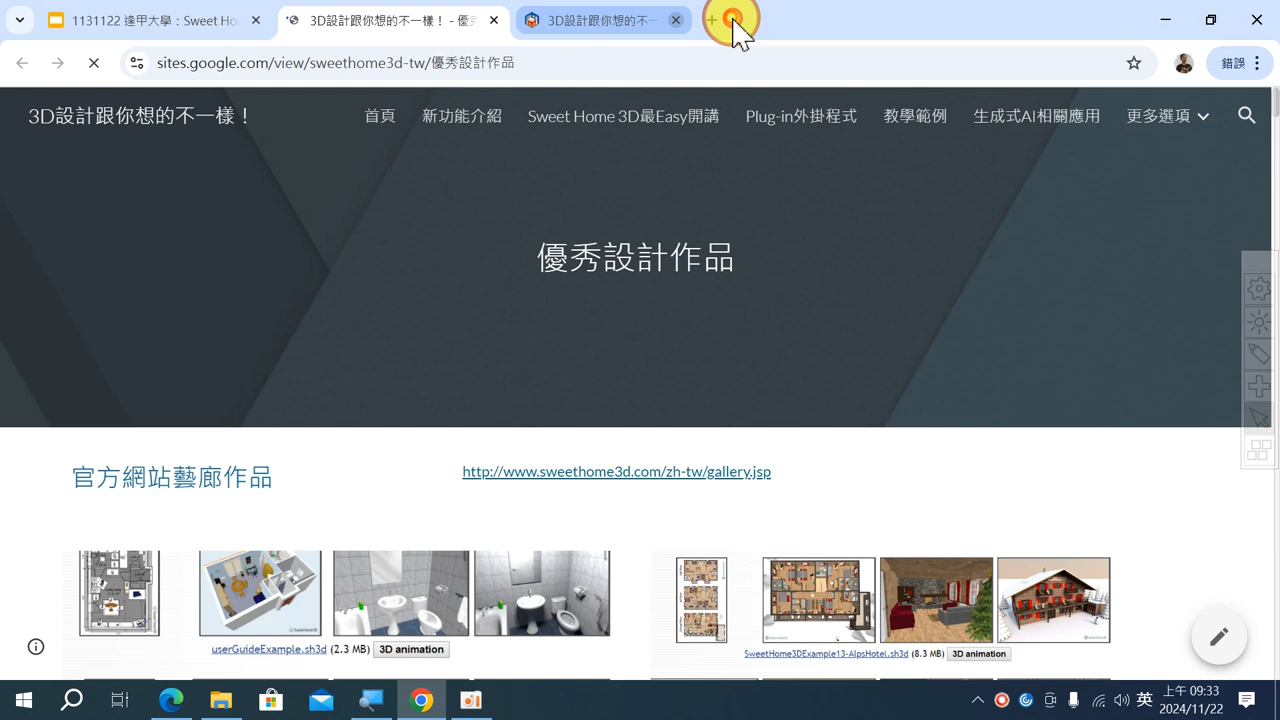 1131122 逢甲大學：Sweet Ho
3D設計跟你想的不一樣！ - 優秀
3D設計跟你想的不一
sites.google.com/view/sweethome3d-tw/優秀設計作品
錯誤
3D設計跟你想的不一樣！
首頁
新功能介紹
Sweet Home 3D最Easy開講
Plug-in外掛程式
教學範例
生成式AI相關應用
更多選項
優秀設計作品
官方網站藝廊作品
http://www.sweethome3d.com/zh-tw/gallery.jsp
userGuideExample.sh3d (2.3 MB) 3D animation
SweetHome3DExample13-AlpsHotel.sh3d (8.3 MB) 3D animation
英
上午 09:33
2024/11/22